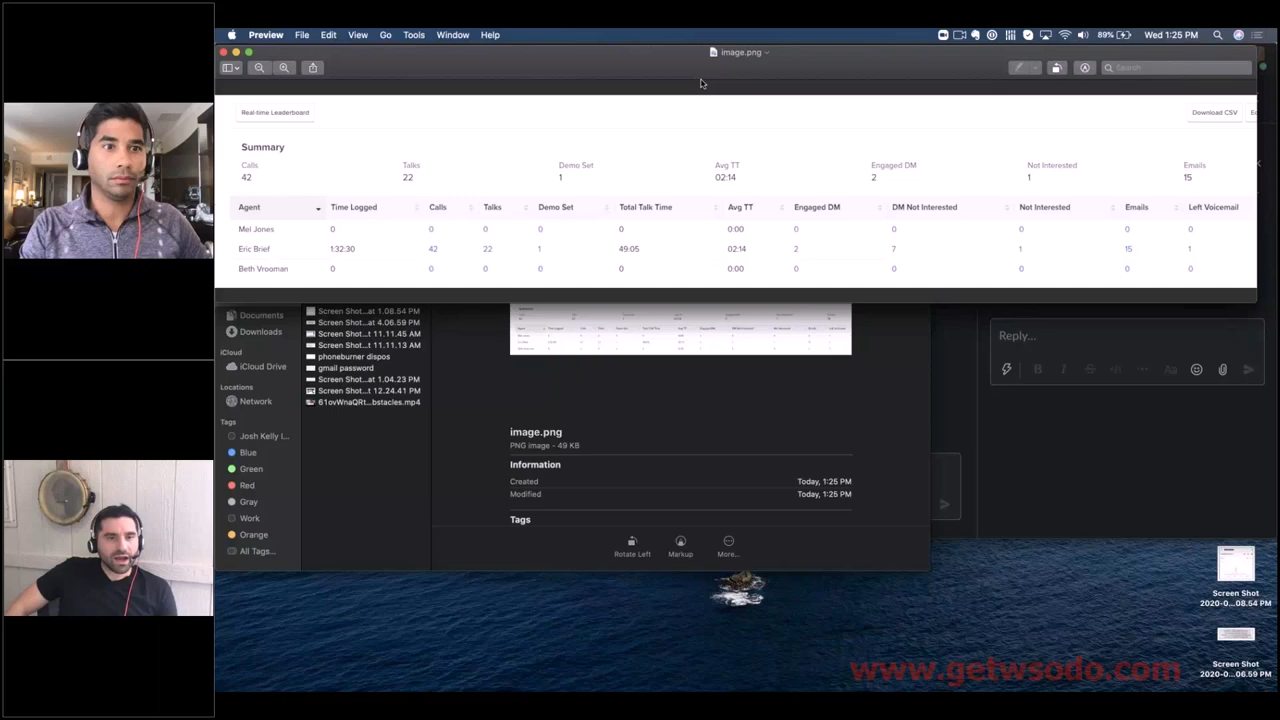 Preview File Edit View Go Tools Window Help 89% Wed 1:25 PM
image.png
Search
Real-time Leaderboard Download CSV
Summary
Calls Talks Demo Set Avg TT Engaged DM Not Interested Emails
42 22 1 02:14 2 1 15
Agent Time Logged Calls Talks Demo Set Total Talk Time Avg TT Engaged DM DM Not Interested Not Interested Emails Left Voicemail
Mel Jones 0 0 0 0 0 0:00 0 0 0 0 0
Eric Brief 1:32:30 42 22 1 49:05 02:14 2 7 1 15 1
Beth Vrooman 0 0 0 0 0 0:00 0 0 0 0 0
Documents
Downloads
iCloud
iCloud Drive
Locations
Network
Tags
Josh Kelly I...
Blue
Green
Red
Gray
Work
Orange
All Tags...
Screen Shot...at 1.08.54 PM
Screen Shot...at 4.06.59 PM
Screen Shot...t 11.11.45 AM
Screen Shot...t 11.11.13 AM
phoneburner dispos
gmail password
Screen Shot...at 1.04.23 PM
Screen Shot...t 12.24.41 PM
61ovWnaQRt...bstacles.mp4
image.png
PNG image - 49 KB
Information
Created Today, 1:25 PM
Modified Today, 1:25 PM
Tags
Rotate Left Markup More...
Reply...
Screen Shot
2020-0...08.54 PM
Screen Shot
2020-0...06.59 PM
www.getwsodo.com